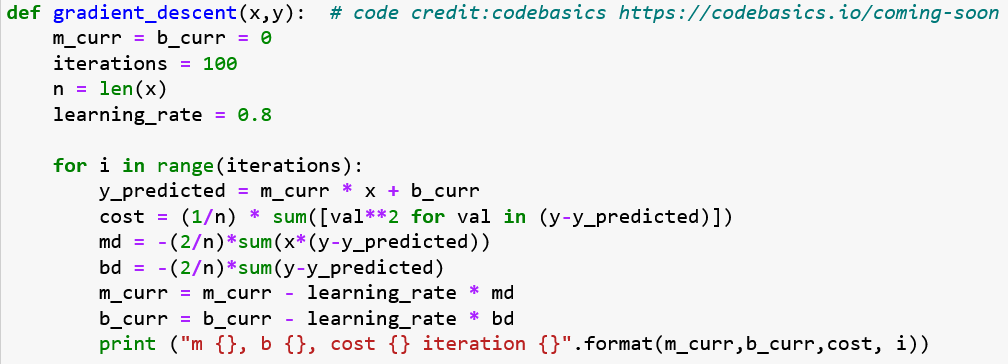 def gradient_descent(x,y):  # code credit:codebasics https://codebasics.io/coming-soon
    m_curr = b_curr = 0
    iterations = 100
    n = len(x)
    learning_rate = 0.8

    for i in range(iterations):
        y_predicted = m_curr * x + b_curr
        cost = (1/n) * sum([val**2 for val in (y-y_predicted)])
        md = -(2/n)*sum(x*(y-y_predicted))
        bd = -(2/n)*sum(y-y_predicted)
        m_curr = m_curr - learning_rate * md
        b_curr = b_curr - learning_rate * bd
        print ("m {}, b {}, cost {} iteration {}".format(m_curr,b_curr,cost, i))